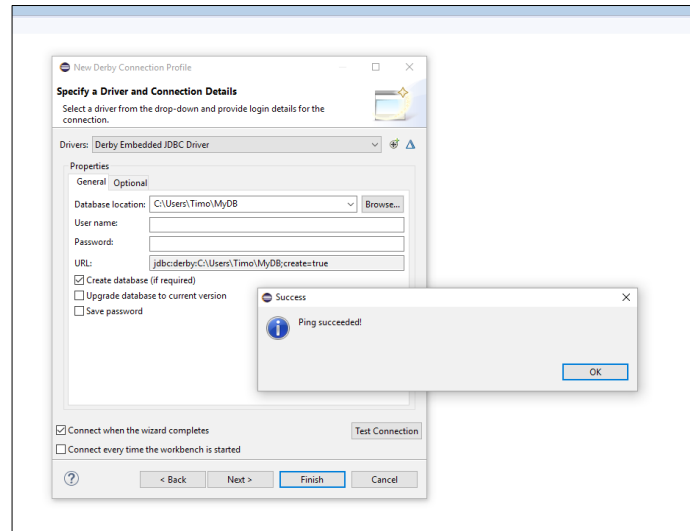 New Derby Connection Profile
Specify a Driver and Connection Details
Select a driver from the drop-down and provide login details for the
connection.
Drivers: Derby Embedded JDBC Driver
Properties
General Optional
Database location: C:\Users\Timo\MyDB Browse...
User name:
Password:
URL: jdbc:derby:C:\Users\Timo\MyDB;create=true
Create database (if required)
Upgrade database to current version
Save password
Success
Ping succeeded!
OK
Connect when the wizard completes
Test Connection
Connect every time the workbench is started
? < Back Next > Finish Cancel